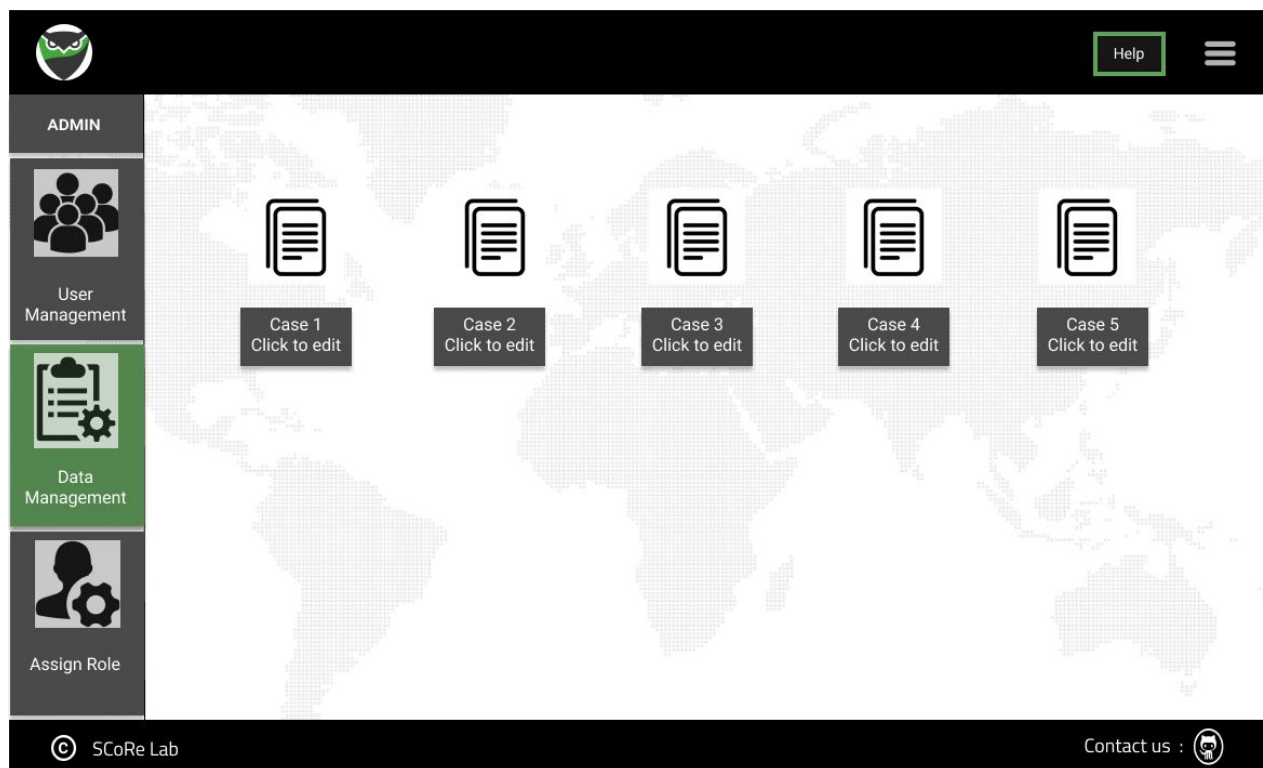 Help
ADMIN
User
Management
Data
Management
Assign Role
Case 1
Click to edit
Case 2
Click to edit
Case 3
Click to edit
Case 4
Click to edit
Case 5
Click to edit
© SCoRe Lab
Contact us :